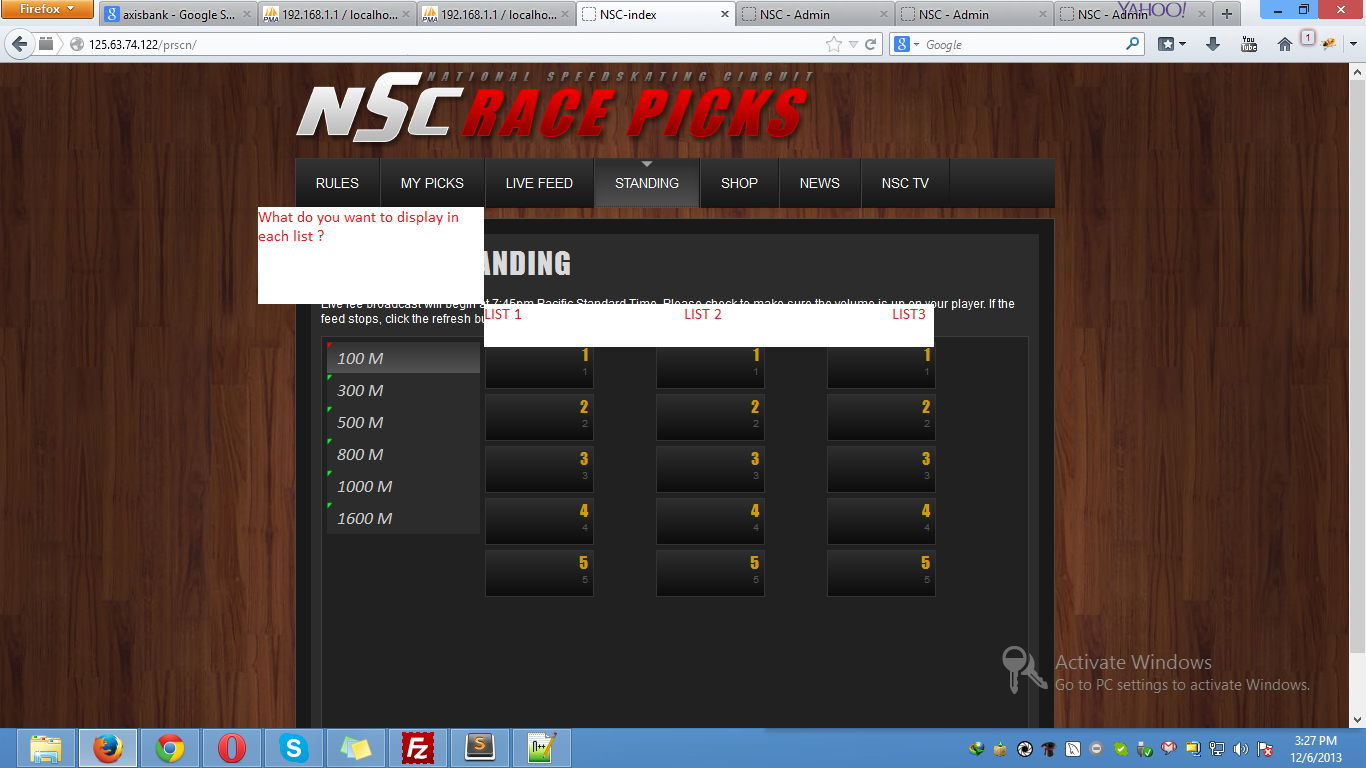 Firefox
axisbank - Google S...
192.168.1.1 / localho...
192.168.1.1 / localho...
NSC-index
NSC - Admin
NSC - Admin
NSC - Admin
YAHOO!
125.63.74.122/prscn/
Google
You Tube
1
NATIONAL SPEEDSKATING CIRCUIT
NSC RACE PICKS
RULES MY PICKS LIVE FEED STANDING SHOP NEWS NSC TV
What do you want to display in
each list ?
ANDING
Live fee broadcast will begin at 7:45pm Pacific Standard Time. Please check to make sure the volume is up on your player. If the
feed stops, click the refresh bu
LIST 1 LIST 2 LIST3
100 M
300 M
500 M
800 M
1000 M
1600 M
1 1 1
1 1 1
2 2 2
2 2 2
3 3 3
3 3 3
4 4 4
4 4 4
5 5 5
5 5 5
Activate Windows
Go to PC settings to activate Windows.
3:27 PM
12/6/2013